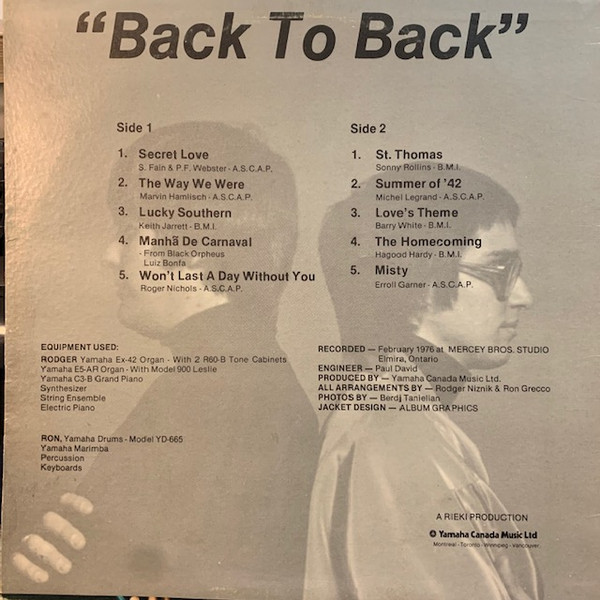 “Back To Back”
Side 1
1. Secret Love
S. Fain & P.F. Webster - A.S.C.A.P.
2. The Way We Were
Marvin Hamlisch - A.S.C.A.P.
3. Lucky Southern
Keith Jarrett - B.M.I.
4. Manhã De Carnaval
- From Black Orpheus
Luiz Bonfa
5. Won't Last A Day Without You
Roger Nichols - A.S.C.A.P.
Side 2
1. St. Thomas
Sonny Rollins - B.M.I.
2. Summer of '42
Michel Legrand - A.S.C.A.P.
3. Love's Theme
Barry White - B.M.I.
4. The Homecoming
Hagood Hardy - B.M.I.
5. Misty
Erroll Garner - A.S.C.A.P.
EQUIPMENT USED:
RODGER Yamaha Ex-42 Organ - With 2 R60-B Tone Cabinets
Yamaha E5-AR Organ - With Model 900 Leslie
Yamaha C3-B Grand Piano
Synthesizer
String Ensemble
Electric Piano
RON, Yamaha Drums - Model YD-665
Yamaha Marimba
Percussion
Keyboards
RECORDED — February 1976 at MERCEY BROS. STUDIO
Elmira, Ontario
ENGINEER — Paul David
PRODUCED BY — Yamaha Canada Music Ltd.
ALL ARRANGEMENTS BY — Rodger Niznik & Ron Grecco
PHOTOS BY — Berdj Tanielian
JACKET DESIGN — ALBUM GRAPHICS
A RIEKI PRODUCTION
Yamaha Canada Music Ltd
Montreal - Toronto - Winnipeg - Vancouver